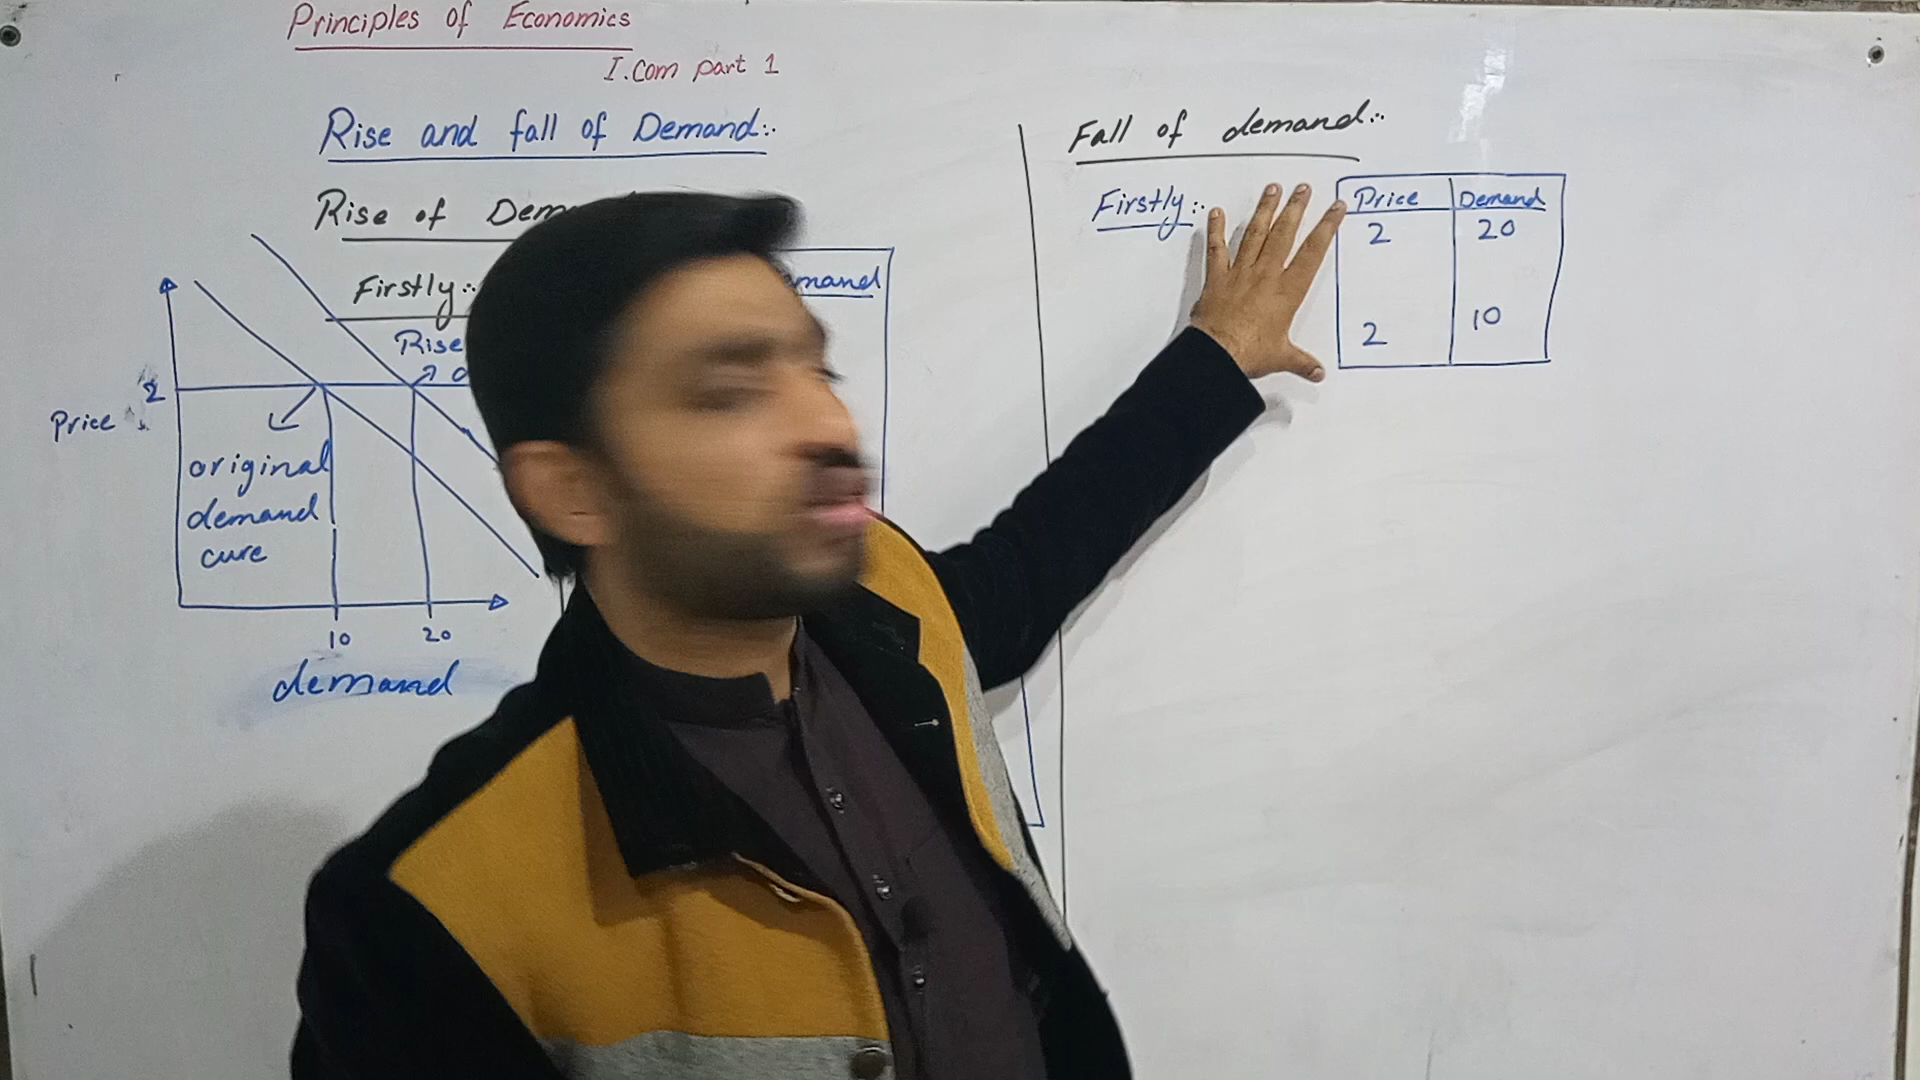 Principles of Economics
I.Com part 1
Rise and fall of Demand:.
Rise of
Firstly:.
Rise
2
Price
original
demand
cure
10 20
demand
Fall of demand:.
Firstly:.
Price Demand
2 20
2 10